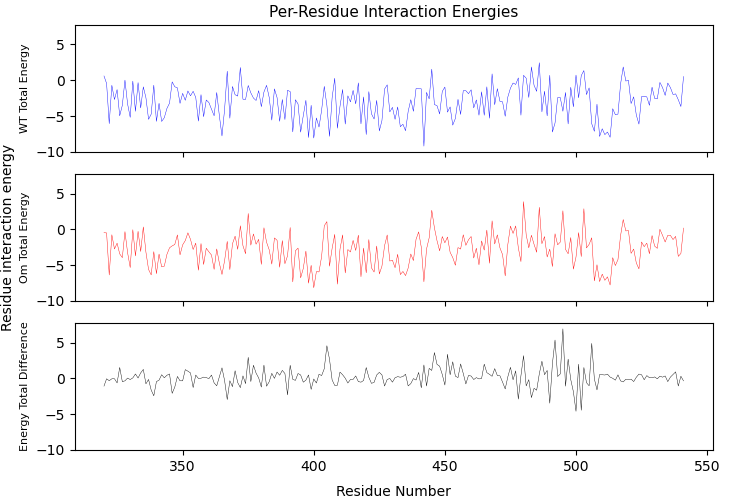 Per-Residue Interaction Energies
Residue interaction energy
WT Total Energy
5
0
−5
−10
Om Total Energy
5
0
−5
−10
Energy Total Difference
5
0
−5
−10
350 400 450 500 550
Residue Number